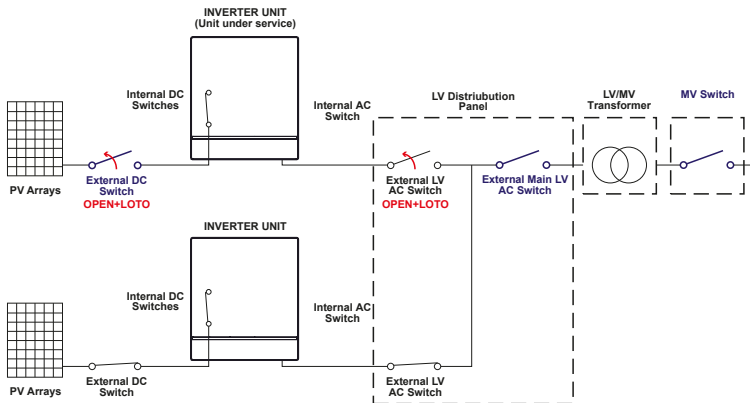 INVERTER UNIT
(Unit under service)
Internal DC
Switches
Internal AC
Switch
LV Distriubution
Panel
LV/MV
Transformer
MV Switch
PV Arrays
External DC
Switch
OPEN+LOTO
External LV
AC Switch
OPEN+LOTO
External Main LV
AC Switch
INVERTER UNIT
Internal DC
Switches
Internal AC
Switch
PV Arrays
External DC
Switch
External LV
AC Switch